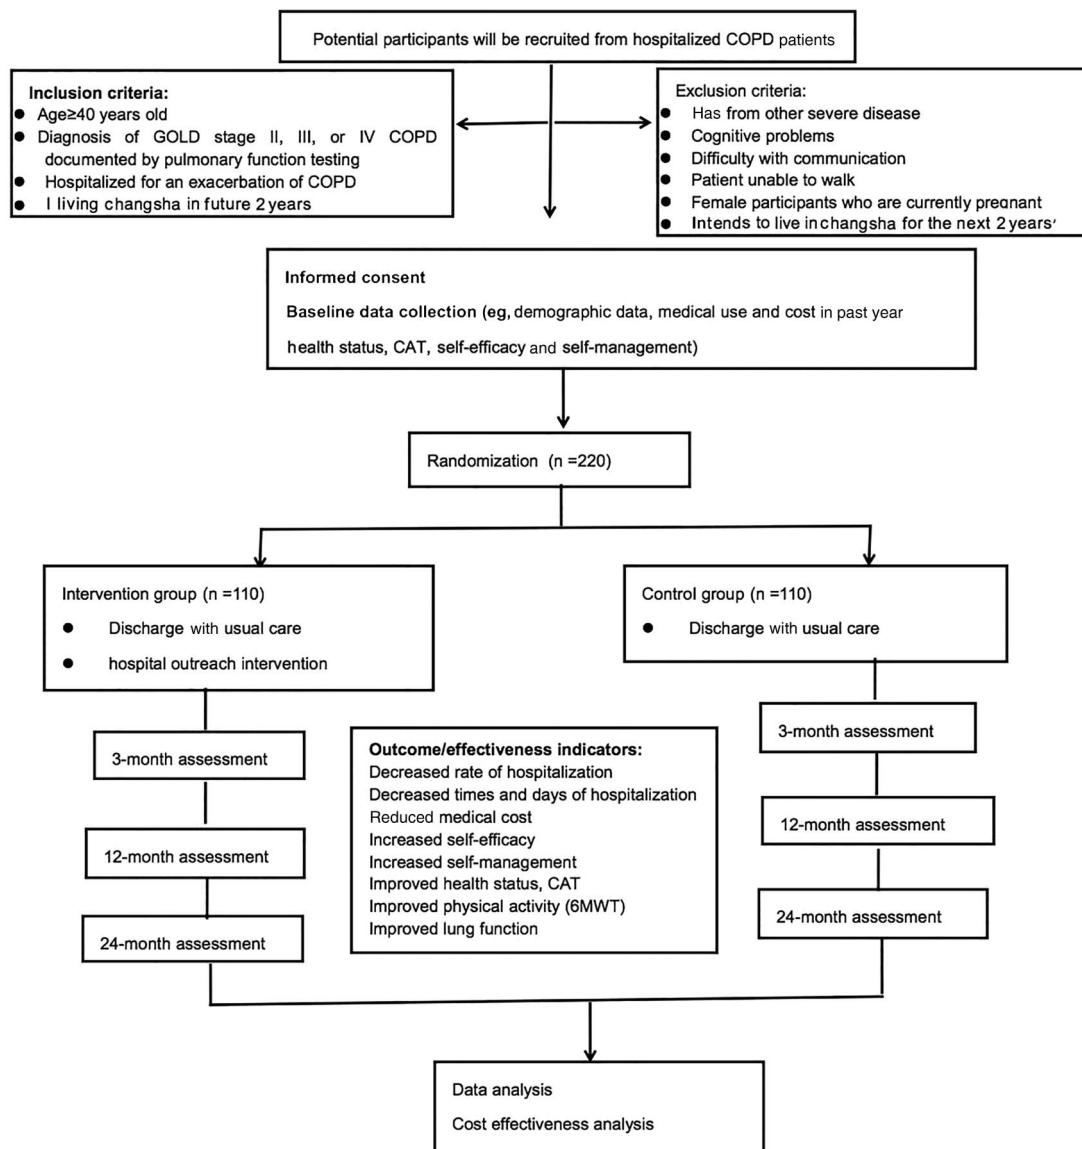 Potential participants will be recruited from hospitalized COPD patients
Inclusion criteria:
● Age≥40 years old
● Diagnosis of GOLD stage II, III, or IV COPD
documented by pulmonary function testing
● Hospitalized for an exacerbation of COPD
● I living changsha in future 2 years
Exclusion criteria:
● Has from other severe disease
● Cognitive problems
● Difficulty with communication
● Patient unable to walk
● Female participants who are currently pregnant
● Intends to live in changsha for the next 2 years'
Informed consent
Baseline data collection (eg, demographic data, medical use and cost in past year
health status, CAT, self-efficacy and self-management)
Randomization (n =220)
Intervention group (n =110)
● Discharge with usual care
● hospital outreach intervention
Control group (n =110)
● Discharge with usual care
3-month assessment
12-month assessment
24-month assessment
Outcome/effectiveness indicators:
Decreased rate of hospitalization
Decreased times and days of hospitalization
Reduced medical cost
Increased self-efficacy
Increased self-management
Improved health status, CAT
Improved physical activity (6MWT)
Improved lung function
3-month assessment
12-month assessment
24-month assessment
Data analysis
Cost effectiveness analysis